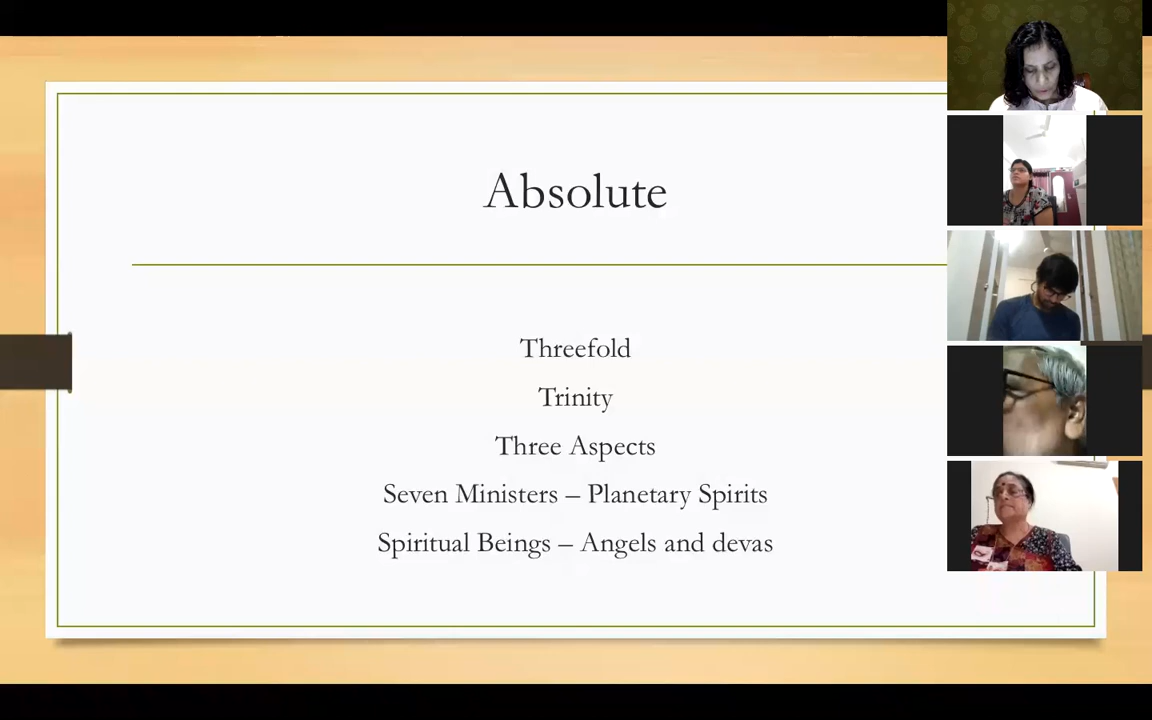 Absolute
Threefold
Trinity
Three Aspects
Seven Ministers – Planetary Spirits
Spiritual Beings – Angels and devas